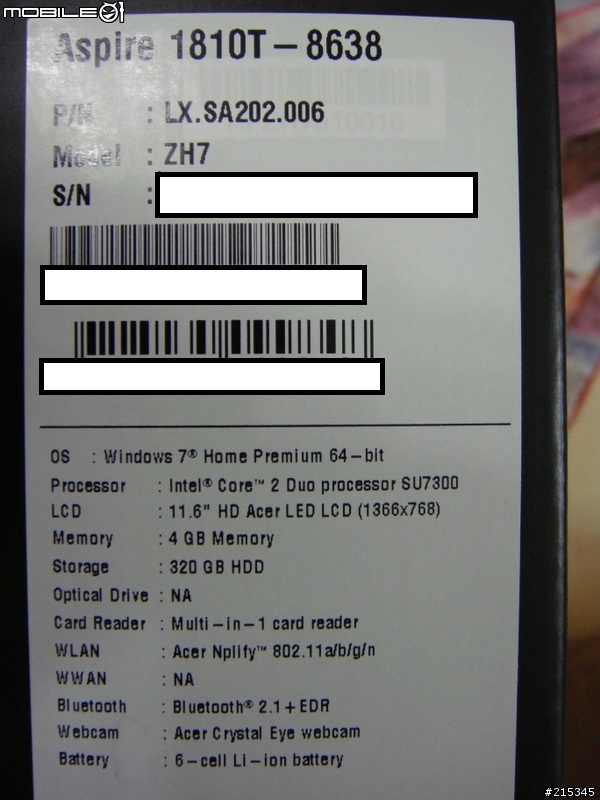 MOBILE01
Aspire 1810T-8638
P/N : LX.SA202.006
Model : ZH7
S/N :
OS : Windows 7® Home Premium 64-bit
Processor : Intel® Core™ 2 Duo processor SU7300
LCD : 11.6" HD Acer LED LCD (1366x768)
Memory : 4 GB Memory
Storage : 320 GB HDD
Optical Drive : NA
Card Reader : Multi-in-1 card reader
WLAN : Acer Nplify™ 802.11a/b/g/n
WWAN : NA
Bluetooth : Bluetooth® 2.1+EDR
Webcam : Acer Crystal Eye webcam
Battery : 6-cell Li-ion battery
#215345